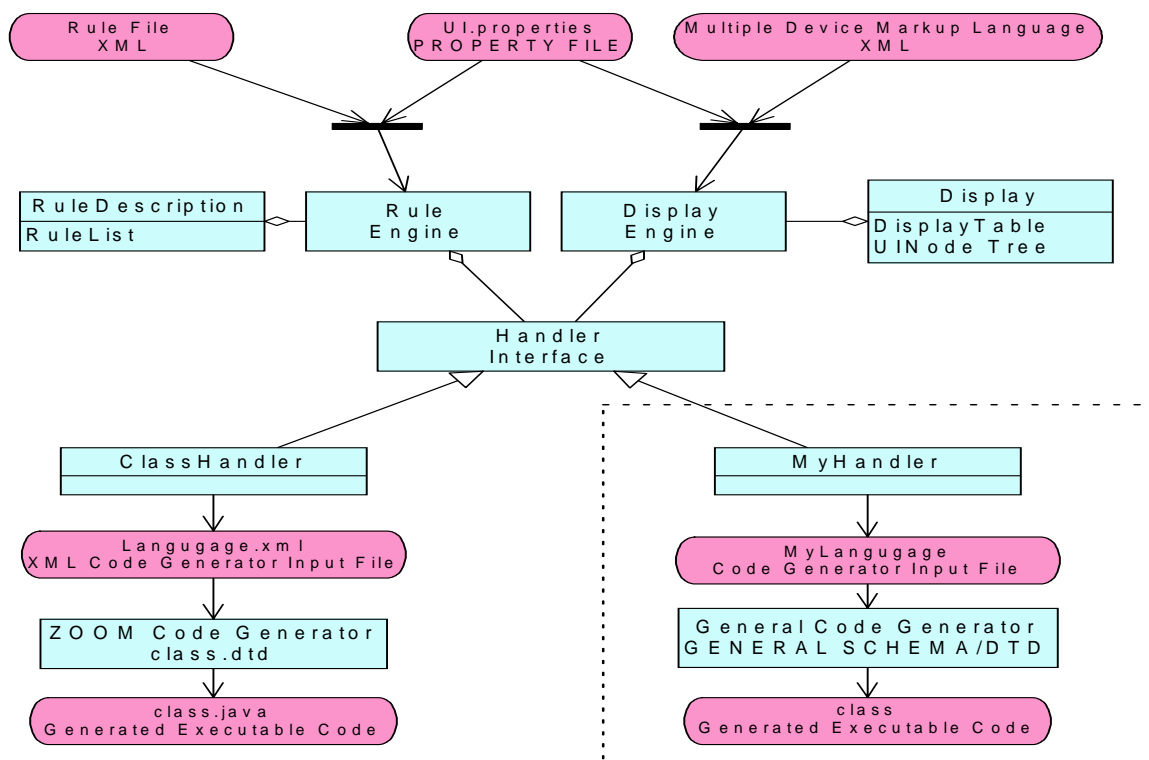 Rule File
XML
UI.properties
PROPERTY FILE
Multiple Device Markup Language
XML
RuleDescription
RuleList
Rule
Engine
Display
Engine
Display
DisplayTable
UINode Tree
Handler
Interface
ClassHandler
MyHandler
Langugage.xml
XML Code Generator Input File
MyLangugage
Code Generator Input File
ZOOM Code Generator
class.dtd
General Code Generator
GENERAL SCHEMA/DTD
class.java
Generated Executable Code
class
Generated Executable Code